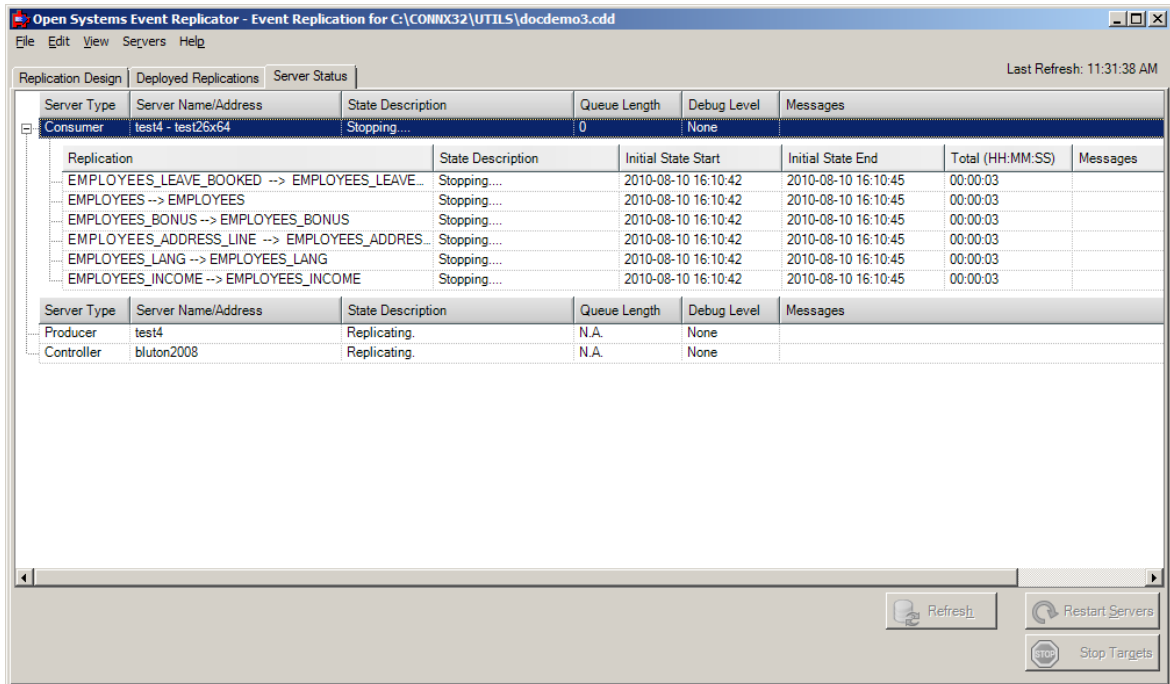 Open Systems Event Replicator - Event Replication for C:\CONNX32\UTILS\docdemo3.cdd
File Edit View Servers Help
Last Refresh: 11:31:38 AM
Replication Design Deployed Replications Server Status
Server Type Server Name/Address State Description Queue Length Debug Level Messages
Consumer test4 - test26x64 Stopping.... 0 None
Replication State Description Initial State Start Initial State End Total (HH:MM:SS) Messages
EMPLOYEES_LEAVE_BOOKED --> EMPLOYEES_LEAVE... Stopping.... 2010-08-10 16:10:42 2010-08-10 16:10:45 00:00:03
EMPLOYEES --> EMPLOYEES Stopping.... 2010-08-10 16:10:42 2010-08-10 16:10:45 00:00:03
EMPLOYEES_BONUS --> EMPLOYEES_BONUS Stopping.... 2010-08-10 16:10:42 2010-08-10 16:10:45 00:00:03
EMPLOYEES_ADDRESS_LINE --> EMPLOYEES_ADDRES... Stopping.... 2010-08-10 16:10:42 2010-08-10 16:10:45 00:00:03
EMPLOYEES_LANG --> EMPLOYEES_LANG Stopping.... 2010-08-10 16:10:42 2010-08-10 16:10:45 00:00:03
EMPLOYEES_INCOME --> EMPLOYEES_INCOME Stopping.... 2010-08-10 16:10:42 2010-08-10 16:10:45 00:00:03
Server Type Server Name/Address State Description Queue Length Debug Level Messages
Producer test4 Replicating. N.A. None
Controller bluton2008 Replicating. N.A. None
Refresh Restart Servers
STOP Stop Targets